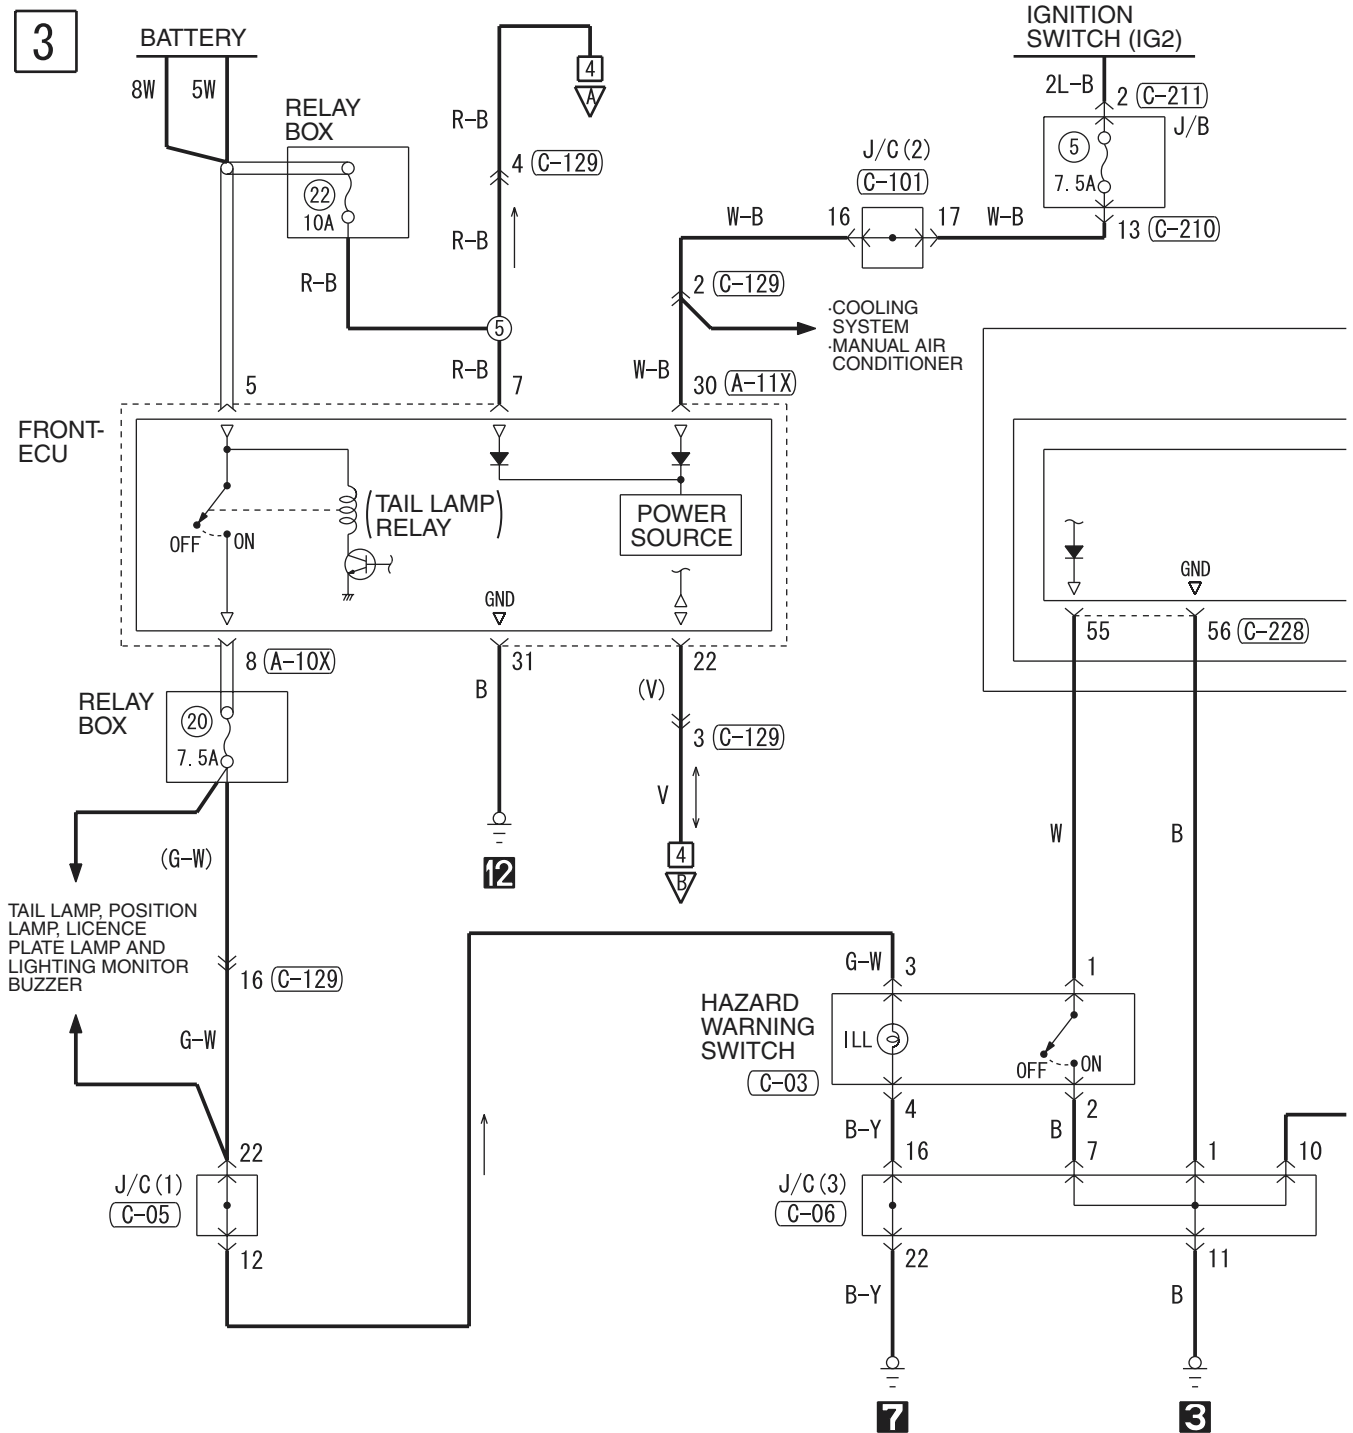 3
BATTERY
8W
5W
RELAY
BOX
22
10A
R-B
R-B
4 (C-129)
R-B
5
R-B
7
4
A
IGNITION
SWITCH (IG2)
2L-B
2 (C-211)
J/B
5
7.5A
13 (C-210)
J/C(2)
(C-101)
W-B
16
17
W-B
2 (C-129)
·COOLING
SYSTEM
·MANUAL AIR
CONDITIONER
W-B
30 (A-11X)
5
FRONT-
ECU
OFF
ON
(TAIL LAMP
RELAY)
POWER
SOURCE
GND
GND
8 (A-10X)
31
22
55
56 (C-228)
RELAY
BOX
20
7.5A
B
(V)
3 (C-129)
V
12
4
B
W
B
(G-W)
TAIL LAMP, POSITION
LAMP, LICENCE
PLATE LAMP AND
LIGHTING MONITOR
BUZZER
16 (C-129)
G-W
G-W
3
1
HAZARD
WARNING
SWITCH
(C-03)
ILL
OFF
ON
4
2
B-Y
B
22
J/C(1)
(C-05)
12
16
7
1
10
J/C(3)
(C-06)
22
11
B-Y
B
7
3